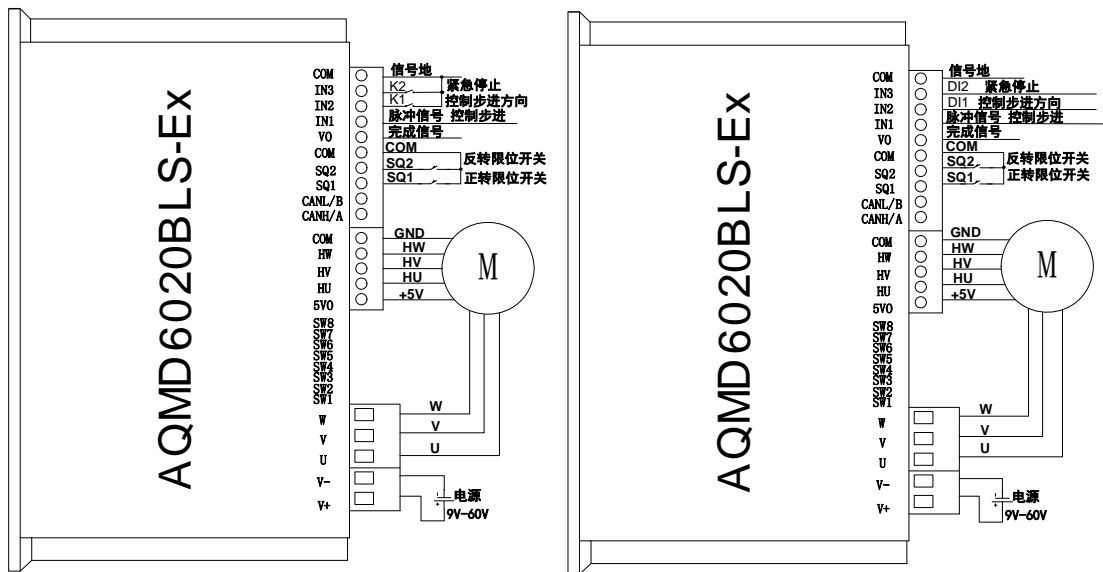 AQMD6020BLS-Ex
COM 信号地
IN3 K2 紧急停止
IN2 K1 控制步进方向
IN1 脉冲信号 控制步进
VO 完成信号
COM COM
SQ2 SQ2 反转限位开关
SQ1 SQ1 正转限位开关
CANL/B
CANH/A
COM GND
HW HW
HV HV
HU HU
5VO +5V
M
SW8
SW7
SW6
SW5
SW4
SW3
SW2
SW1
W W
V V
U U
V-
V+
电源
9V-60V
AQMD6020BLS-Ex
COM 信号地
IN3 DI2 紧急停止
IN2 DI1 控制步进方向
IN1 脉冲信号 控制步进
VO 完成信号
COM COM
SQ2 SQ2 反转限位开关
SQ1 SQ1 正转限位开关
CANL/B
CANH/A
COM GND
HW HW
HV HV
HU HU
5VO +5V
M
SW8
SW7
SW6
SW5
SW4
SW3
SW2
SW1
W W
V V
U U
V-
V+
电源
9V-60V